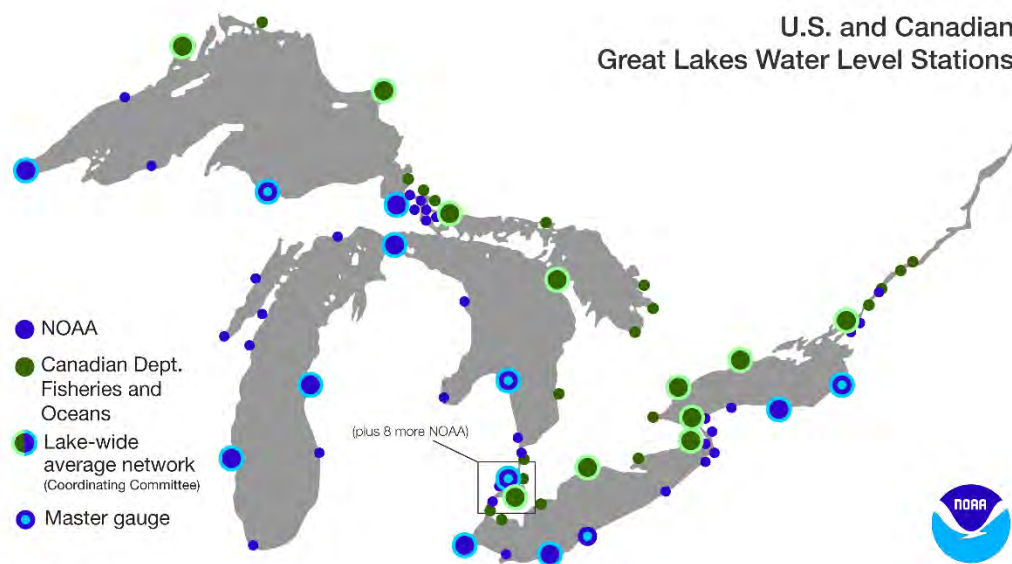 U.S. and Canadian
Great Lakes Water Level Stations
NOAA
Canadian Dept.
Fisheries and
Oceans
Lake-wide
average network
(Coordinating Committee)
Master gauge
(plus 8 more NOAA)
NOAA